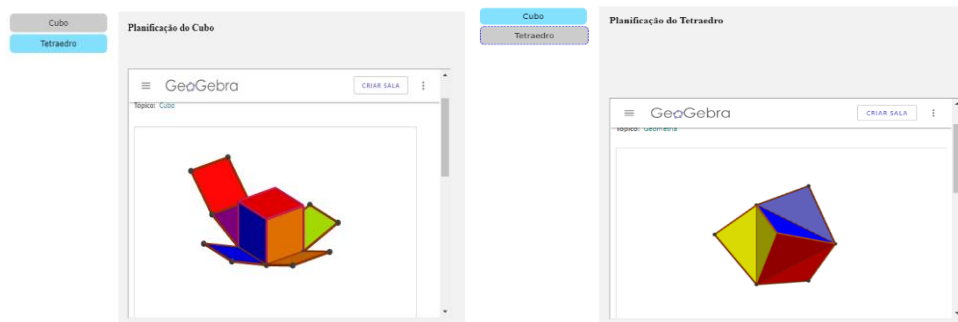 Cubo
Tetraedro
Planificação do Cubo
GeoGebra
CRIAR SALA
Tópico: Cubo
Cubo
Tetraedro
Planificação do Tetraedro
GeoGebra
CRIAR SALA
Tópico: Geometria